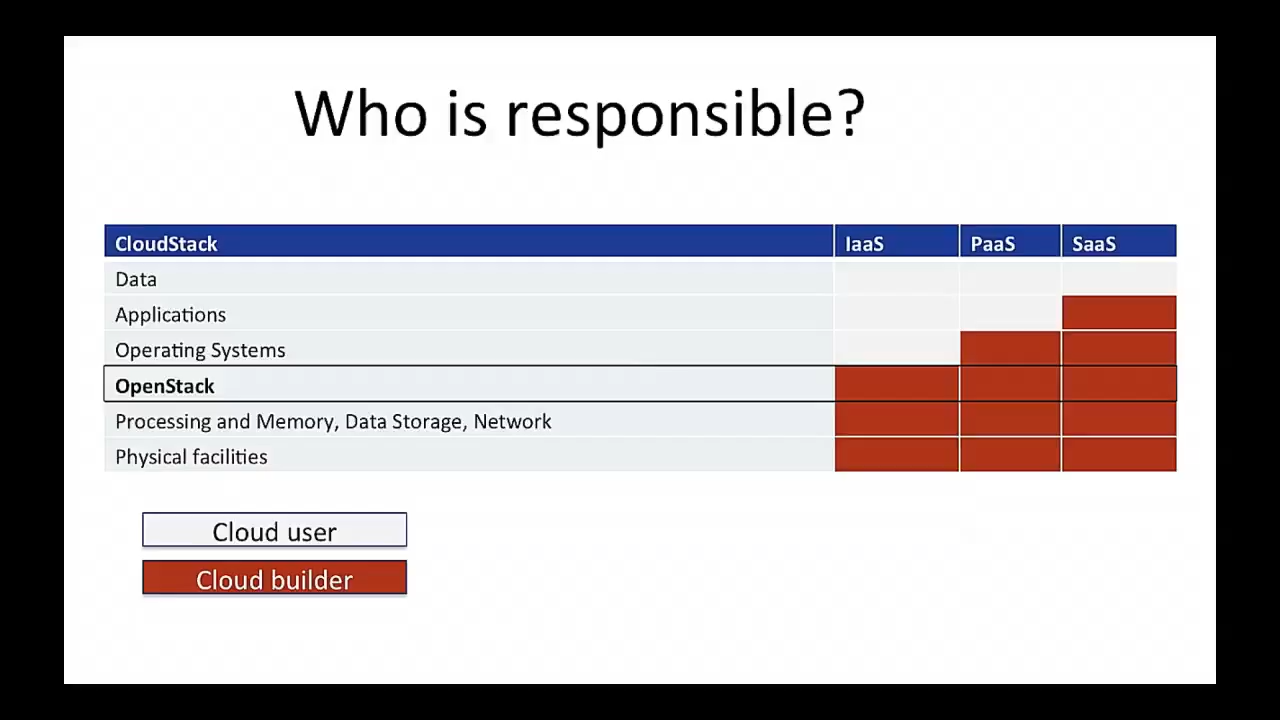 Who is responsible?
CloudStack IaaS PaaS SaaS
Data
Applications
Operating Systems
OpenStack
Processing and Memory, Data Storage, Network
Physical facilities
Cloud user
Cloud builder